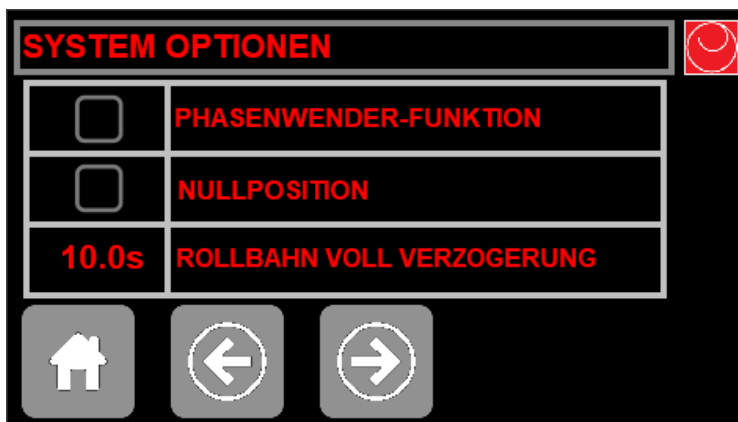 SYSTEM OPTIONEN
PHASENWENDER-FUNKTION
NULLPOSITION
10.0s ROLLBAHN VOLL VERZOGERUNG